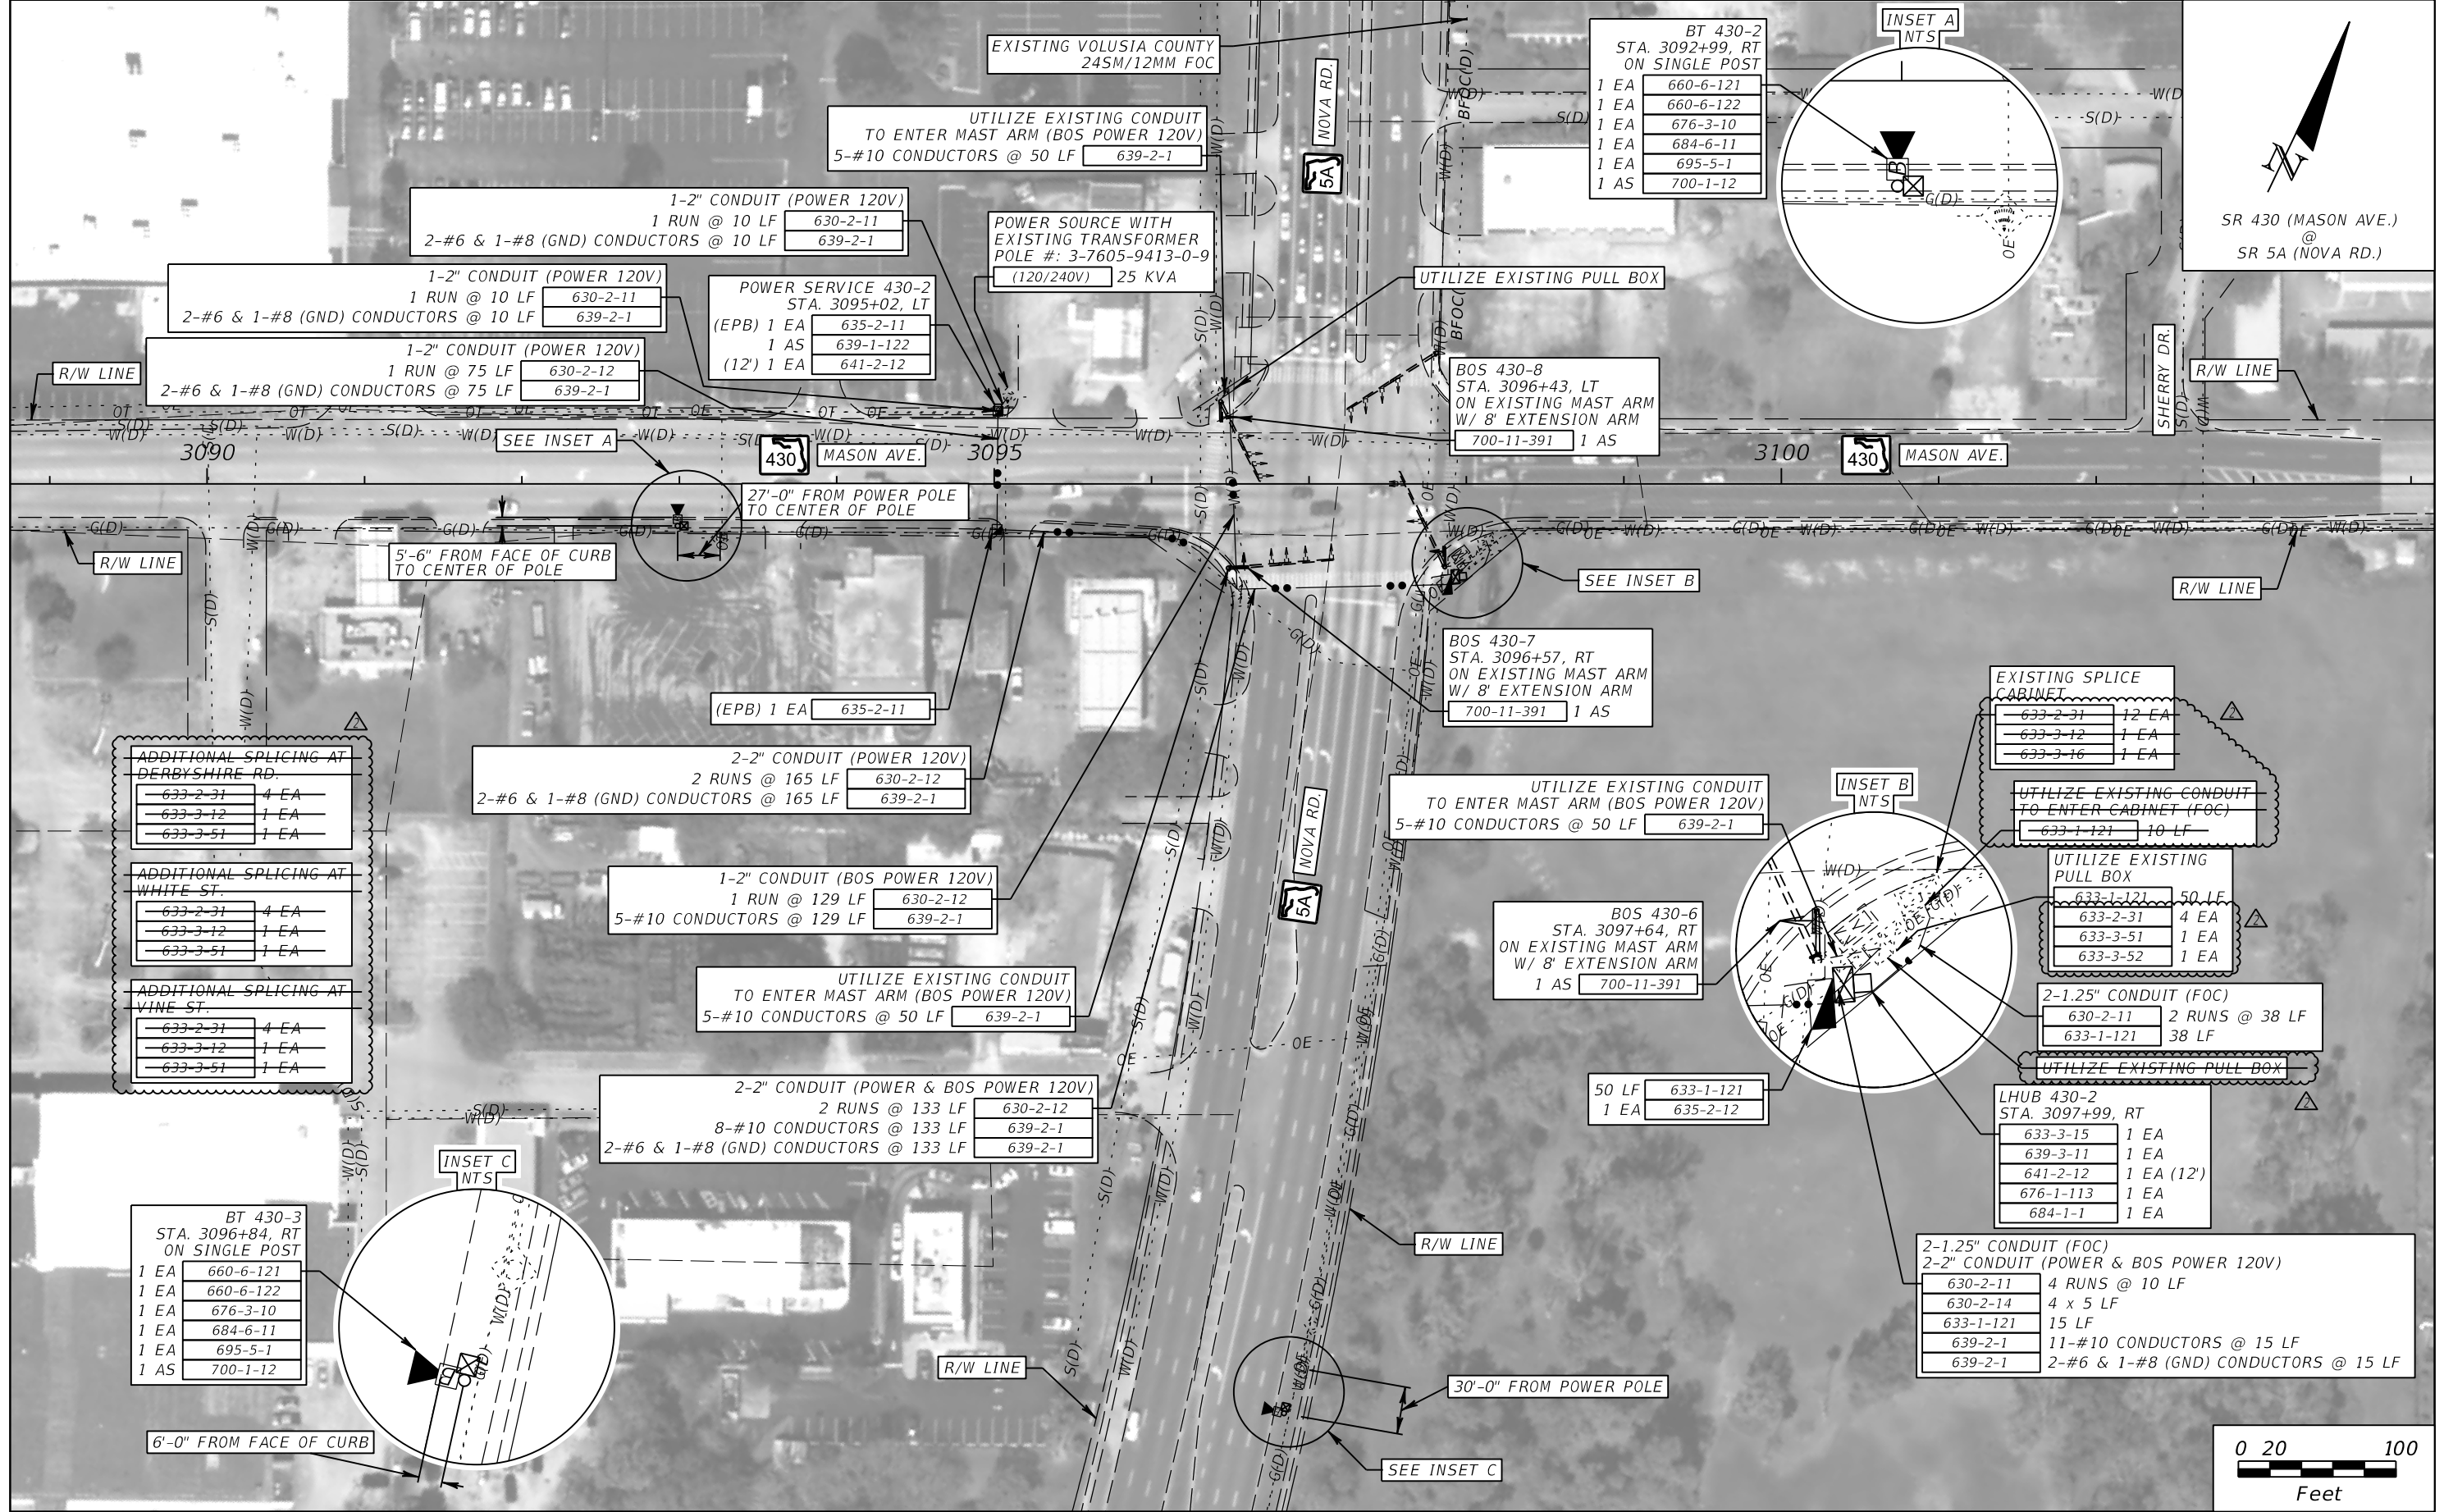 EXISTING VOLUSIA COUNTY
24SM/12MM FOC
NOVA RD.
5A
BFOC(D)
BT 430-2
STA. 3092+99, RT
ON SINGLE POST
1 EA 660-6-121
1 EA 660-6-122
1 EA 676-3-10
1 EA 684-6-11
1 EA 695-5-1
1 AS 700-1-12
INSET A
NTS
B
G(D)
OE
W(D)
S(D)
N
SR 430 (MASON AVE.)
@
SR 5A (NOVA RD.)
UTILIZE EXISTING CONDUIT
TO ENTER MAST ARM (BOS POWER 120V)
5-#10 CONDUCTORS @ 50 LF 639-2-1
1-2" CONDUIT (POWER 120V)
1 RUN @ 10 LF 630-2-11
2-#6 & 1-#8 (GND) CONDUCTORS @ 10 LF 639-2-1
POWER SOURCE WITH
EXISTING TRANSFORMER
POLE #: 3-7605-9413-0-9
(120/240V) 25 KVA
1-2" CONDUIT (POWER 120V)
1 RUN @ 10 LF 630-2-11
2-#6 & 1-#8 (GND) CONDUCTORS @ 10 LF 639-2-1
POWER SERVICE 430-2
STA. 3095+02, LT
(EPB) 1 EA 635-2-11
1 AS 639-1-122
(12') 1 EA 641-2-12
UTILIZE EXISTING PULL BOX
1-2" CONDUIT (POWER 120V)
1 RUN @ 75 LF 630-2-12
2-#6 & 1-#8 (GND) CONDUCTORS @ 75 LF 639-2-1
R/W LINE
BOS 430-8
STA. 3096+43, LT
ON EXISTING MAST ARM
W/ 8' EXTENSION ARM
700-11-391 1 AS
SHERRY DR.
R/W LINE
3090
SEE INSET A
430
MASON AVE.
3095
3100
430
MASON AVE.
27'-0" FROM POWER POLE
TO CENTER OF POLE
R/W LINE
5'-6" FROM FACE OF CURB
TO CENTER OF POLE
SEE INSET B
R/W LINE
BOS 430-7
STA. 3096+57, RT
ON EXISTING MAST ARM
W/ 8' EXTENSION ARM
700-11-391 1 AS
(EPB) 1 EA 635-2-11
EXISTING SPLICE
CABINET
633-2-31 12 EA
633-3-12 1 EA
633-3-16 1 EA
2
2
ADDITIONAL SPLICING AT
DERBYSHIRE RD.
633-2-31 4 EA
633-3-12 1 EA
633-3-51 1 EA
ADDITIONAL SPLICING AT
WHITE ST.
633-2-31 4 EA
633-3-12 1 EA
633-3-51 1 EA
ADDITIONAL SPLICING AT
VINE ST.
633-2-31 4 EA
633-3-12 1 EA
633-3-51 1 EA
2-2" CONDUIT (POWER 120V)
2 RUNS @ 165 LF 630-2-12
2-#6 & 1-#8 (GND) CONDUCTORS @ 165 LF 639-2-1
UTILIZE EXISTING CONDUIT
TO ENTER MAST ARM (BOS POWER 120V)
5-#10 CONDUCTORS @ 50 LF 639-2-1
INSET B
NTS
UTILIZE EXISTING CONDUIT
TO ENTER CABINET (FOC)
633-1-121 10 LF
NOVA RD.
5A
1-2" CONDUIT (BOS POWER 120V)
1 RUN @ 129 LF 630-2-12
5-#10 CONDUCTORS @ 129 LF 639-2-1
UTILIZE EXISTING
PULL BOX
633-1-121 50 LF
633-2-31 4 EA
633-3-51 1 EA
633-3-52 1 EA
2
BOS 430-6
STA. 3097+64, RT
ON EXISTING MAST ARM
W/ 8' EXTENSION ARM
1 AS 700-11-391
UTILIZE EXISTING CONDUIT
TO ENTER MAST ARM (BOS POWER 120V)
5-#10 CONDUCTORS @ 50 LF 639-2-1
2-1.25" CONDUIT (FOC)
630-2-11 2 RUNS @ 38 LF
633-1-121 38 LF
UTILIZE EXISTING PULL BOX
2
50 LF 633-1-121
1 EA 635-2-12
2-2" CONDUIT (POWER & BOS POWER 120V)
2 RUNS @ 133 LF 630-2-12
8-#10 CONDUCTORS @ 133 LF 639-2-1
2-#6 & 1-#8 (GND) CONDUCTORS @ 133 LF 639-2-1
LHUB 430-2
STA. 3097+99, RT
633-3-15 1 EA
639-3-11 1 EA
641-2-12 1 EA (12')
676-1-113 1 EA
684-1-1 1 EA
INSET C
NTS
BT 430-3
STA. 3096+84, RT
ON SINGLE POST
1 EA 660-6-121
1 EA 660-6-122
1 EA 676-3-10
1 EA 684-6-11
1 EA 695-5-1
1 AS 700-1-12
B
W(D)
G(D)
R/W LINE
2-1.25" CONDUIT (FOC)
2-2" CONDUIT (POWER & BOS POWER 120V)
630-2-11 4 RUNS @ 10 LF
630-2-14 4 x 5 LF
633-1-121 15 LF
639-2-1 11-#10 CONDUCTORS @ 15 LF
639-2-1 2-#6 & 1-#8 (GND) CONDUCTORS @ 15 LF
R/W LINE
30'-0" FROM POWER POLE
6'-0" FROM FACE OF CURB
SEE INSET C
0 20 100
Feet